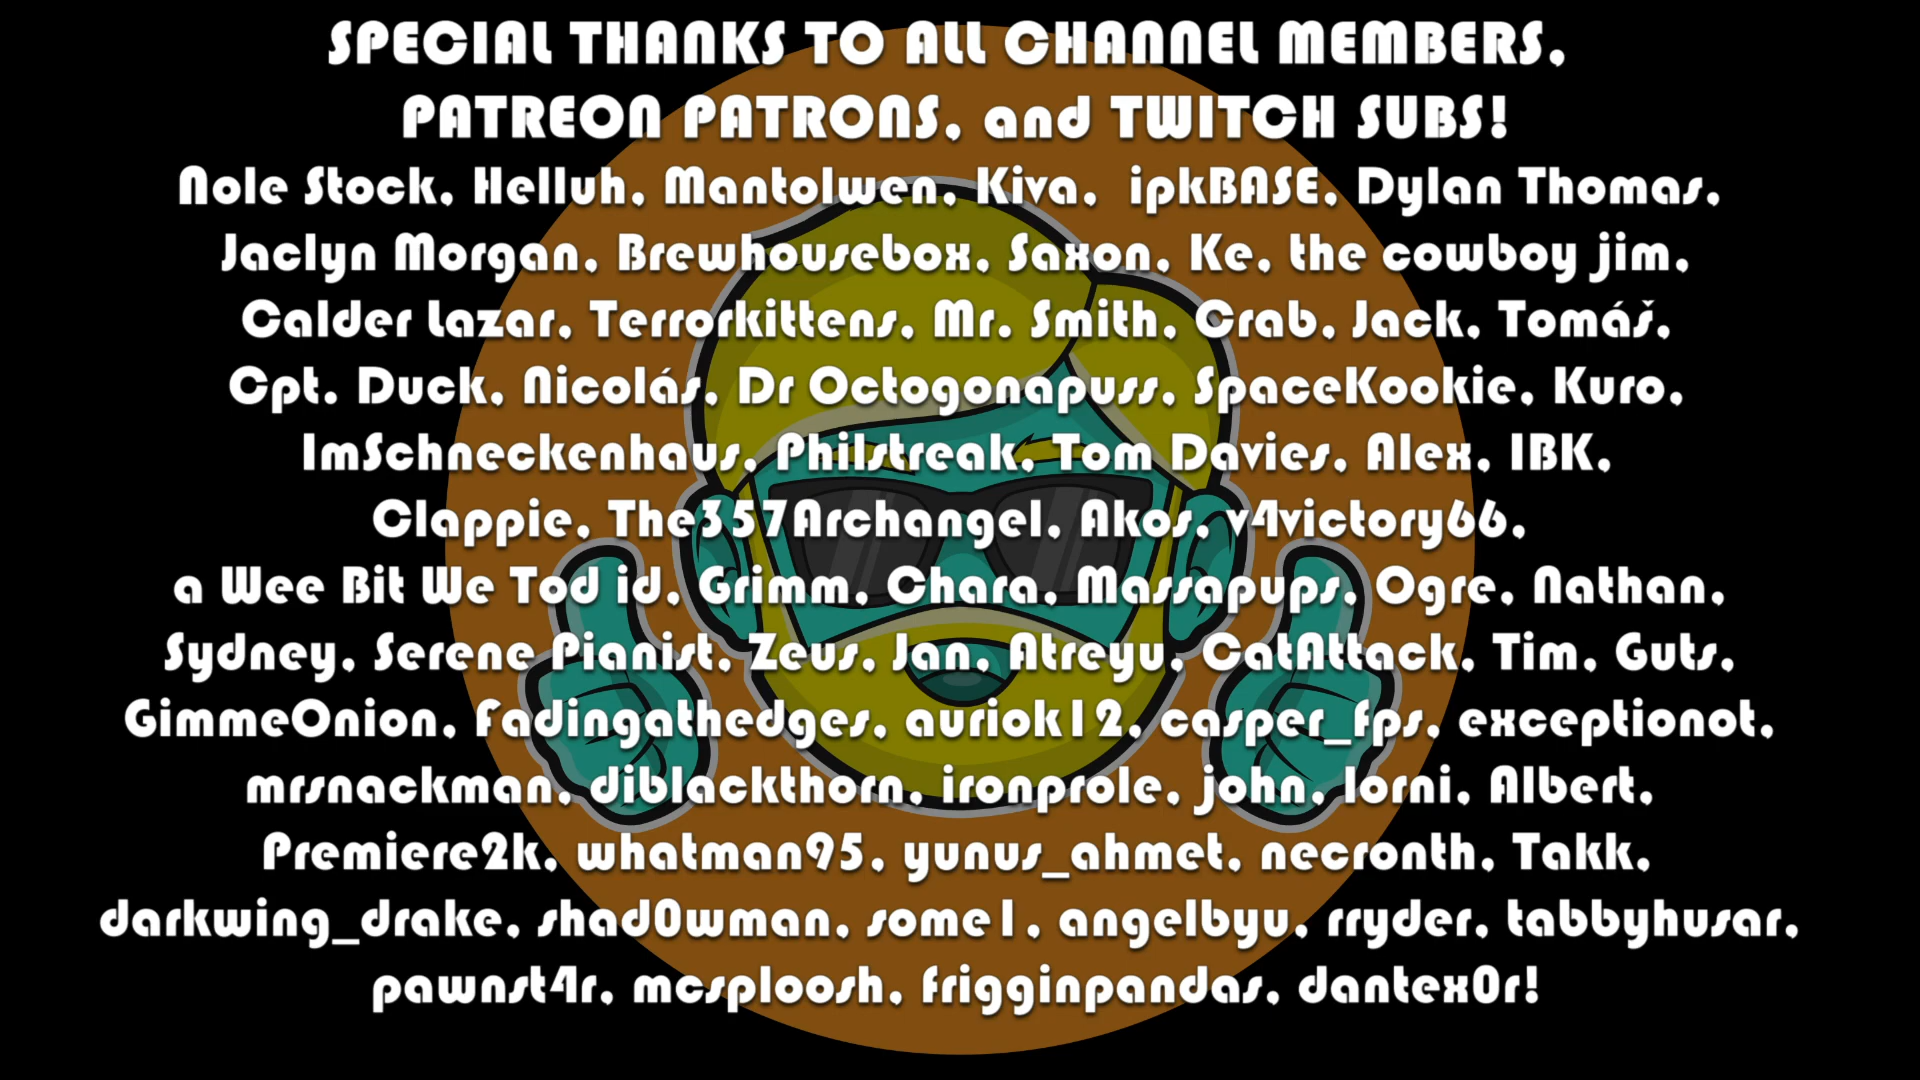 SPECIAL THANKS TO ALL CHANNEL MEMBERS,
PATREON PATRONS, and TWITCH SUBS!
Nole Stock, Helluh, Mantolwen, Kiva, ipkBASE, Dylan Thomas,
Jaclyn Morgan, Brewhousebox, Saxon, Ke, the cowboy jim,
Calder Lazar, Terrorkittens, Mr. Smith, Crab, Jack, Tomáš,
Cpt. Duck, Nicolás, Dr Octogonapuss, SpaceKookie, Kuro,
ImSchneckenhaus, Philstreak, Tom Davies, Alex, IBK,
Clappie, The357Archangel, Akos, v4victory66,
a Wee Bit We Tod id, Grimm, Chara, Massapups, Ogre, Nathan,
Sydney, Serene Pianist, Zeus, Jan, Atreyu, CatAttack, Tim, Guts,
GimmeOnion, Fadingathedges, auriok12, casper_fps, exceptionot,
mrsnackman, diblackthorn, ironprole, john, lorni, Albert,
Premiere2k, whatman95, yunus_ahmet, necronth, Takk,
darkwing_drake, shad0wman, some1, angelbyu, rryder, tabbyhusar,
pawnst4r, mcsploosh, frigginpandas, dantex0r!